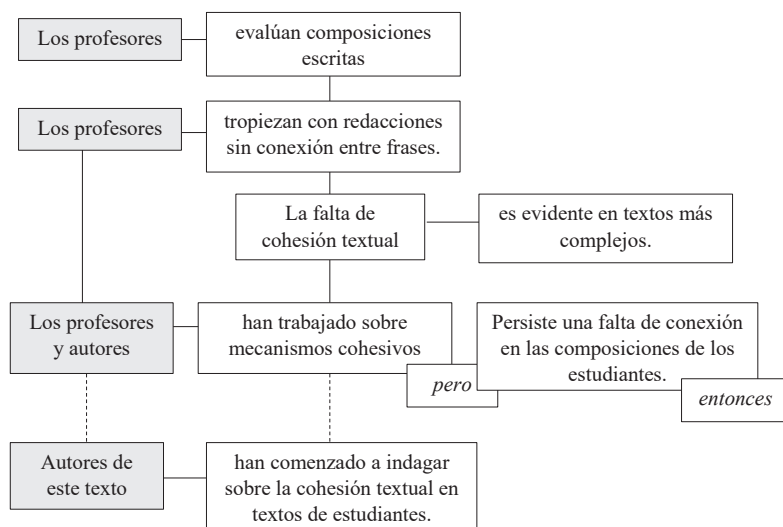 Los profesores
evalúan composiciones
escritas
Los profesores
tropiezan con redacciones
sin conexión entre frases.
La falta de
cohesión textual
es evidente en textos más
complejos.
Los profesores
y autores
han trabajado sobre
mecanismos cohesivos
pero
Persiste una falta de conexión
en las composiciones de los
estudiantes.
entonces
Autores de
este texto
han comenzado a indagar
sobre la cohesión textual en
textos de estudiantes.